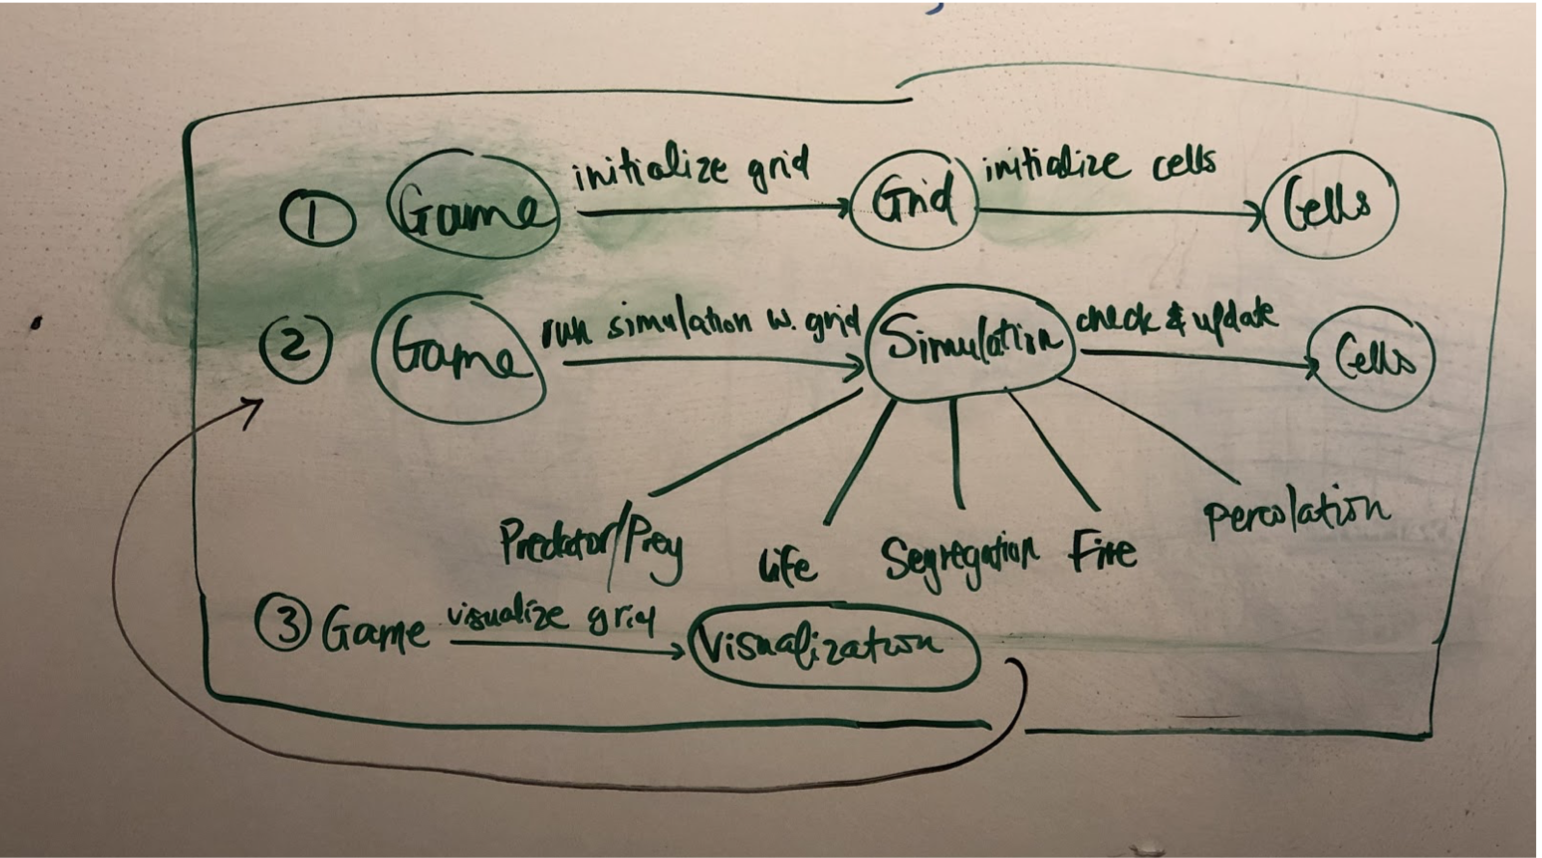 ① Game initialize grid Grid initialize cells Cells
② Game run simulation w. grid Simulation check & update Cells
Predator/Prey Life Segregation Fire percolation
③ Game visualize grid Visualization